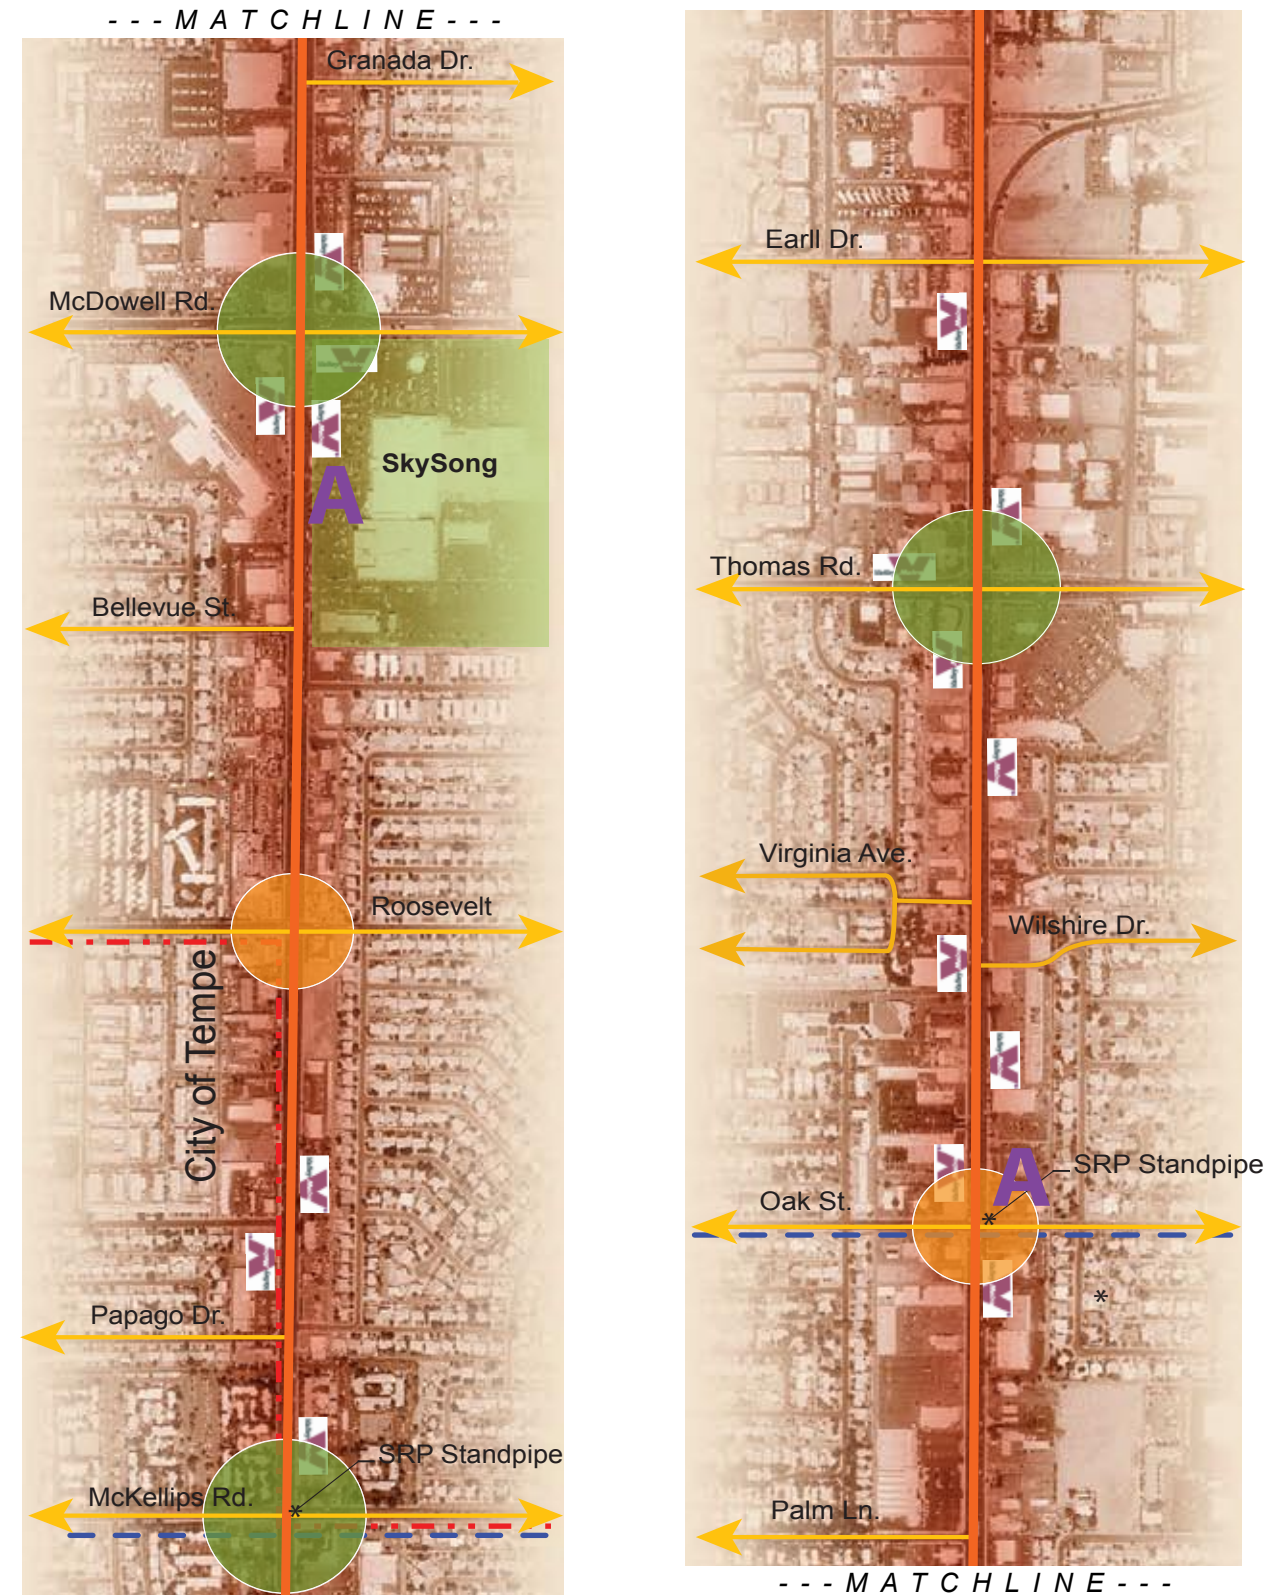 - - - M A T C H L I N E - - -
Granada Dr.
McDowell Rd.
SkySong
A
Bellevue St.
Roosevelt
City of Tempe
Papago Dr.
SRP Standpipe
*
McKellips Rd.
Earll Dr.
Thomas Rd.
Virginia Ave.
Wilshire Dr.
A
SRP Standpipe
Oak St.
*
*
Palm Ln.
- - - M A T C H L I N E - - -